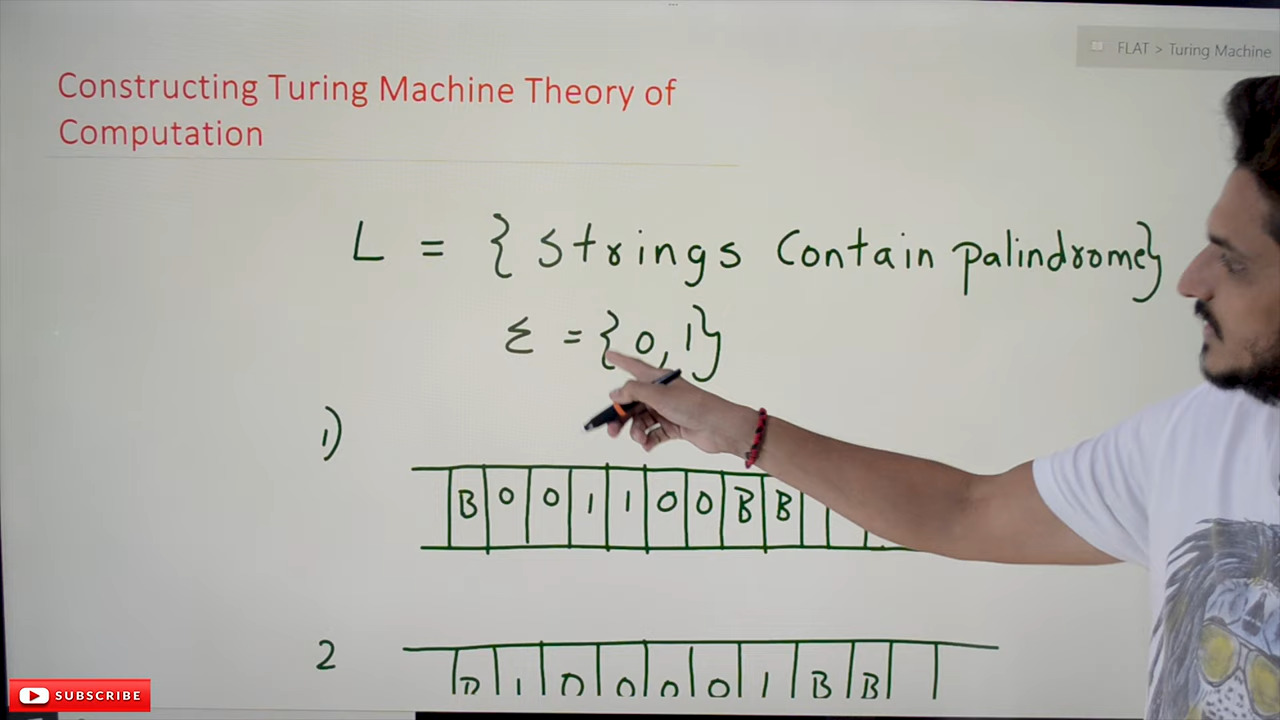 FLAT > Turing Machine
Constructing Turing Machine Theory of
Computation
L = { Strings Contain palindrome}
Σ = {0, 1}
1)
B 0 0 1 1 0 0 B B
2
1 0 0 0 0 1 B B
SUBSCRIBE